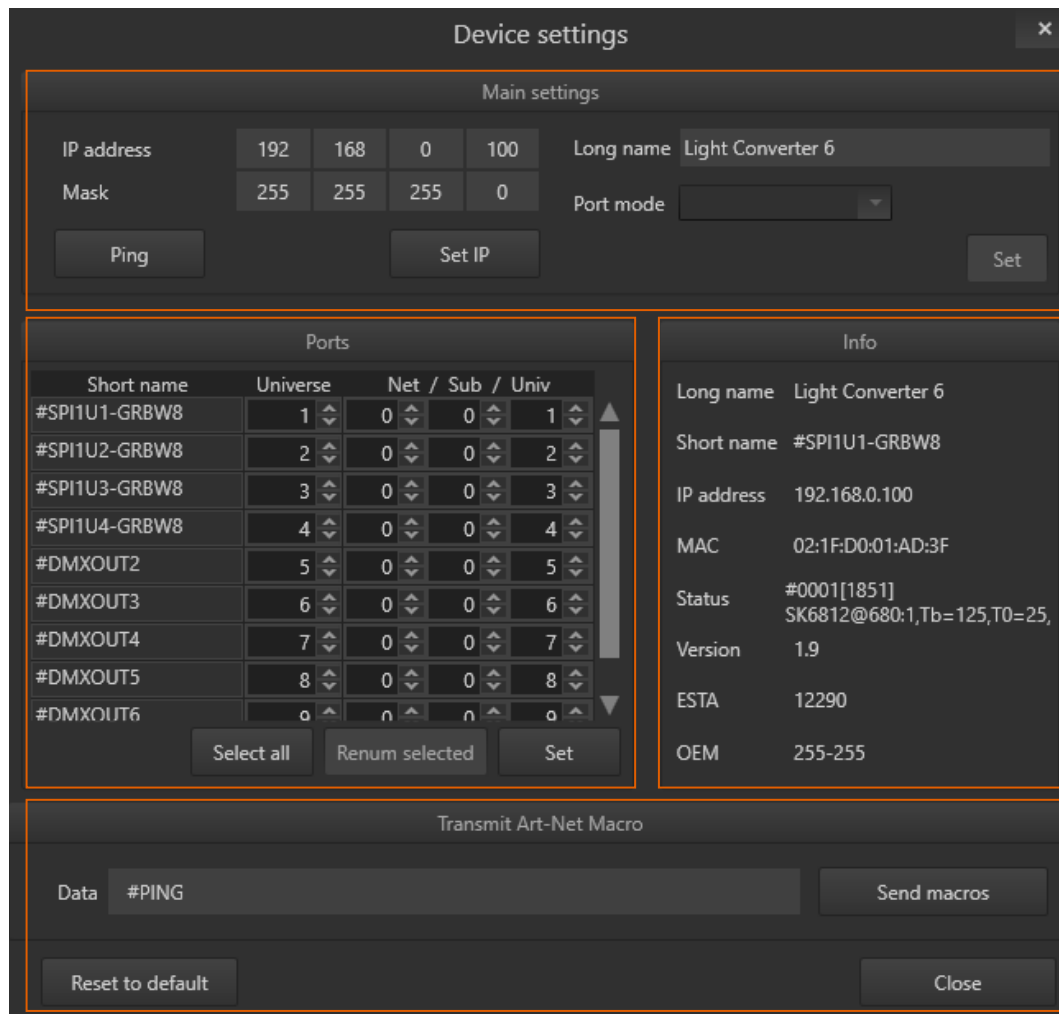 Device settings
×
Main settings
IP address 192 168 0 100 Long name Light Converter 6
Mask 255 255 255 0 Port mode
Ping Set IP Set
Ports
Short name Universe Net / Sub / Univ
#SPI1U1-GRBW8 1 0 0 1
#SPI1U2-GRBW8 2 0 0 2
#SPI1U3-GRBW8 3 0 0 3
#SPI1U4-GRBW8 4 0 0 4
#DMXOUT2 5 0 0 5
#DMXOUT3 6 0 0 6
#DMXOUT4 7 0 0 7
#DMXOUT5 8 0 0 8
#DMXOUT6 9 0 0 9
Select all Renum selected Set
Info
Long name Light Converter 6
Short name #SPI1U1-GRBW8
IP address 192.168.0.100
MAC 02:1F:D0:01:AD:3F
Status #0001[1851]
SK6812@680:1,Tb=125,T0=25,
Version 1.9
ESTA 12290
OEM 255-255
Transmit Art-Net Macro
Data #PING Send macros
Reset to default Close